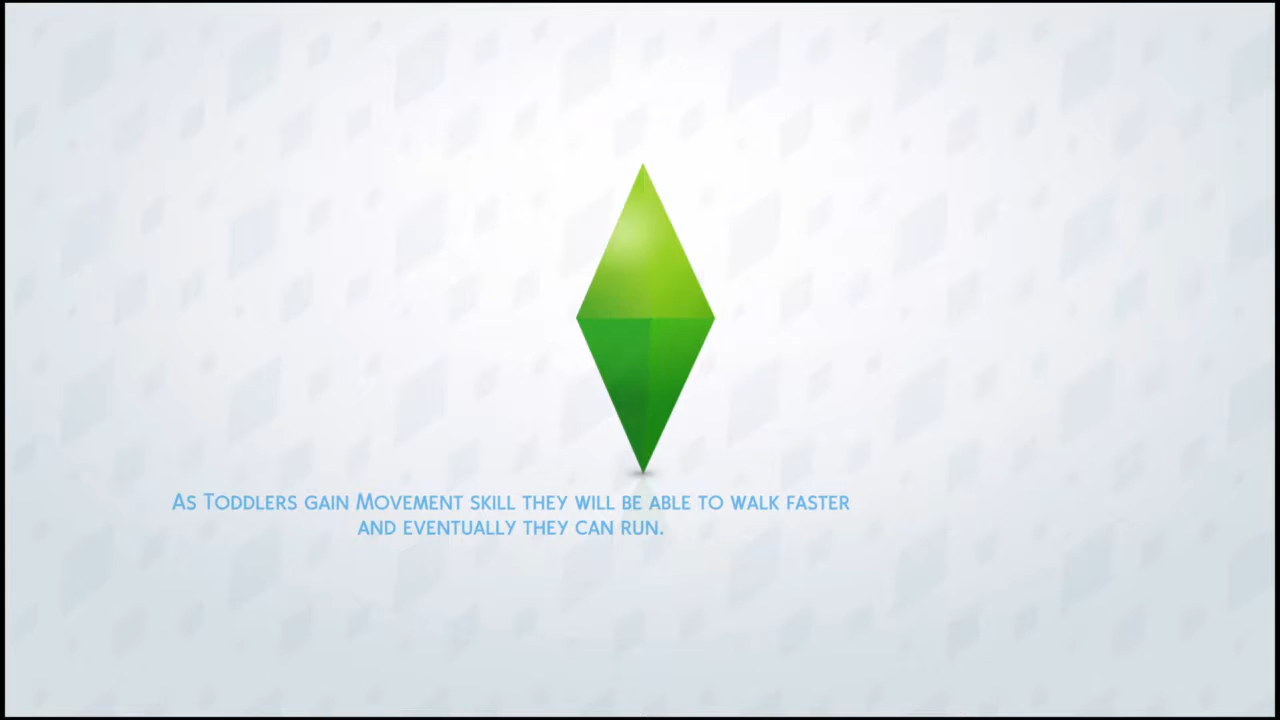 As Toddlers gain Movement skill they will be able to walk faster
and eventually they can run.